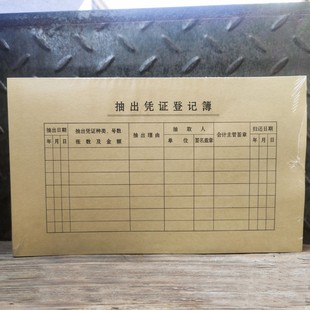 抽出凭证登记簿
抽出日期 抽出凭证种类、号数 抽出理由 抽取人 会计主管签章 归还日期
年 月 日 张数及金额 单位 签名盖章 年 月 日